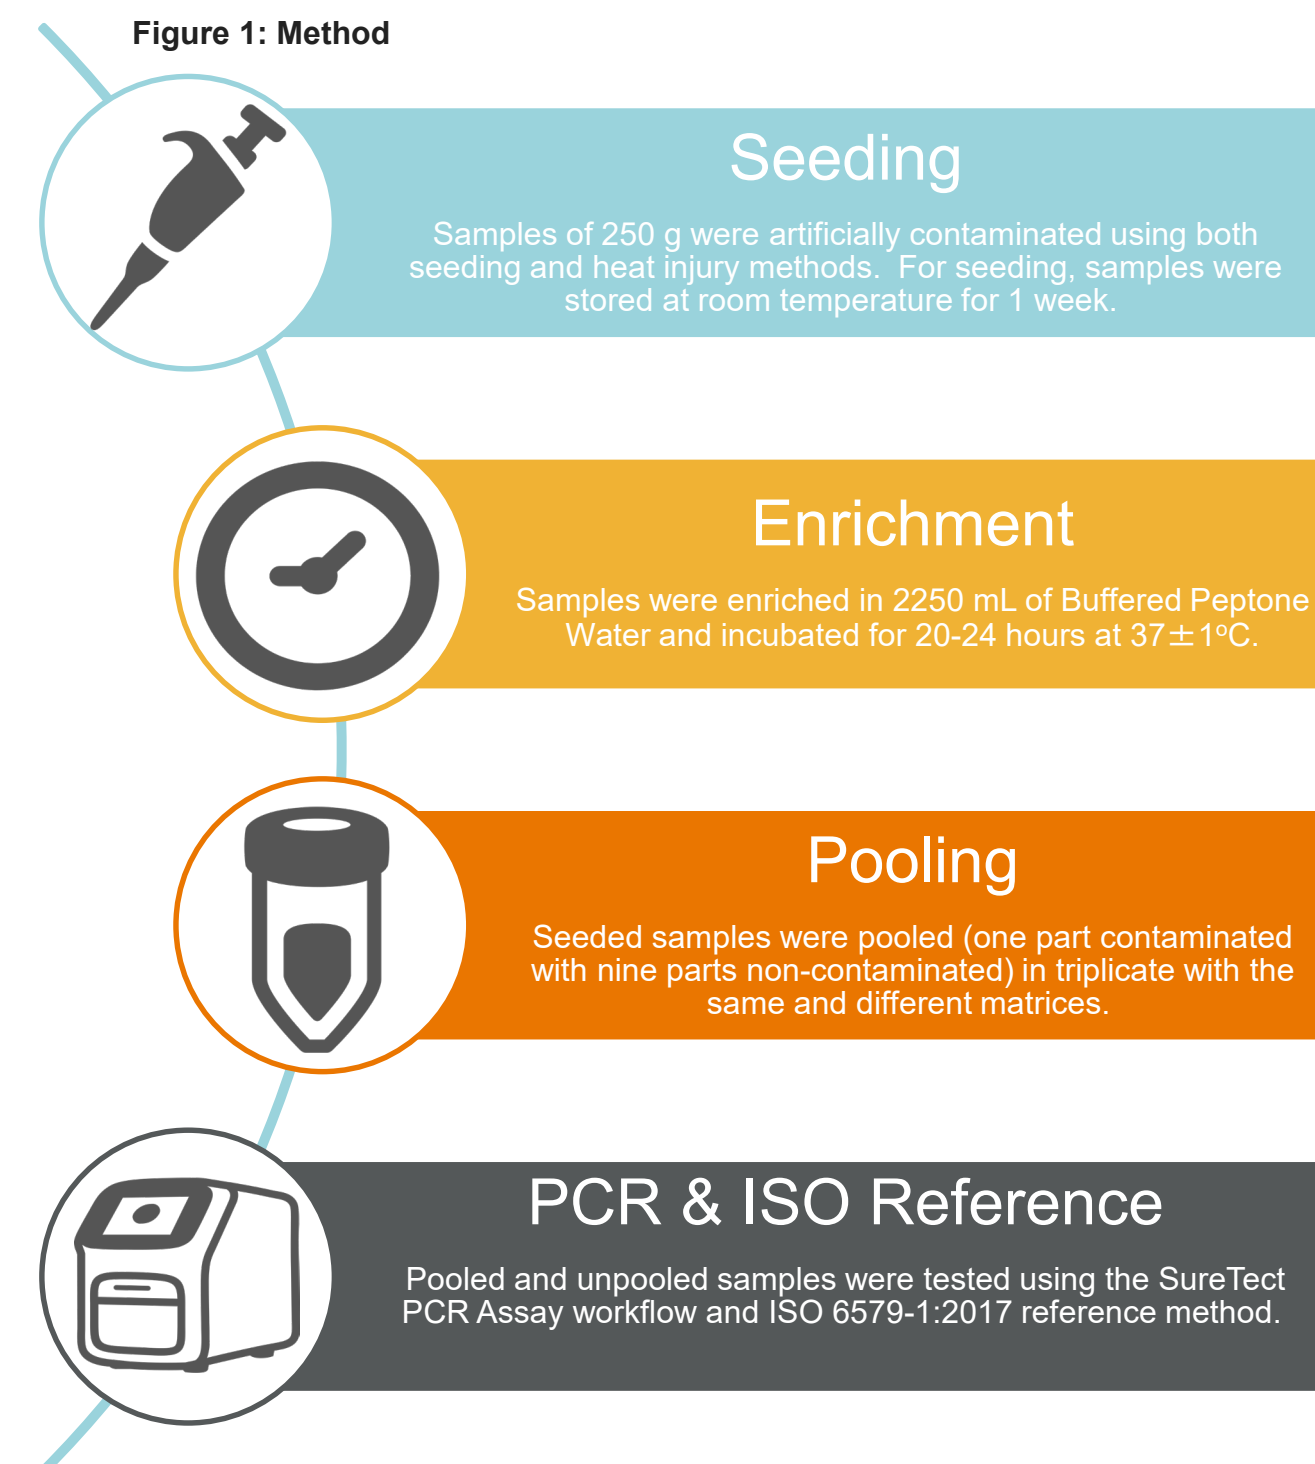 Figure 1: Method
Seeding
Samples of 250 g were artificially contaminated using both
seeding and heat injury methods.  For seeding, samples were
stored at room temperature for 1 week.
Enrichment
Samples were enriched in 2250 mL of Buffered Peptone
Water and incubated for 20-24 hours at 37±1ºC.
Pooling
Seeded samples were pooled (one part contaminated
with nine parts non-contaminated) in triplicate with the
same and different matrices.
PCR & ISO Reference
Pooled and unpooled samples were tested using the SureTect
PCR Assay workflow and ISO 6579-1:2017 reference method.